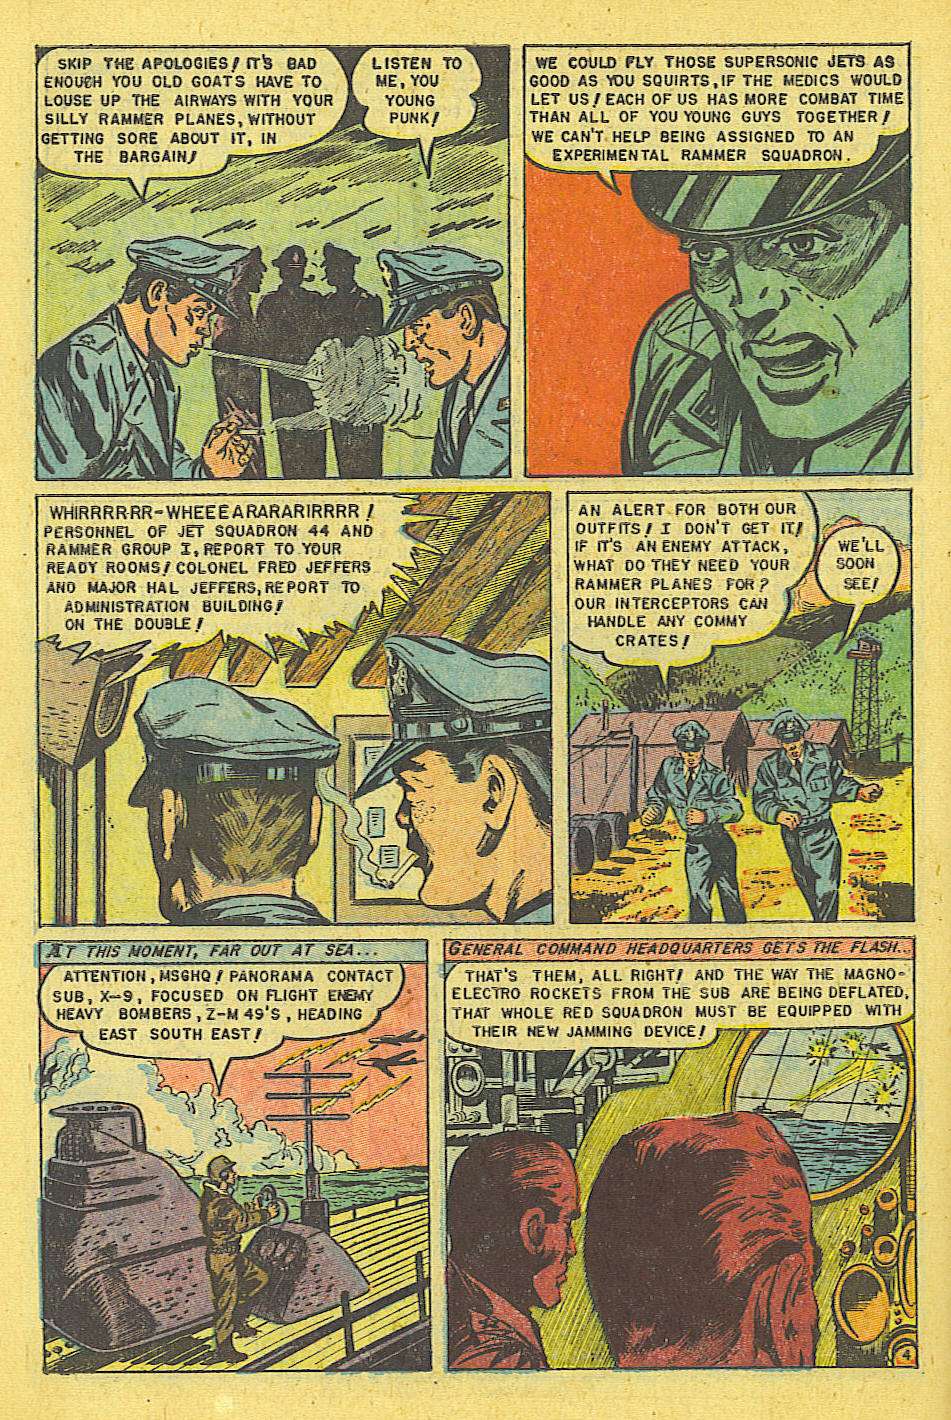 SKIP THE APOLOGIES! IT'S BAD
ENOUGH YOU OLD GOATS HAVE TO
LOUSE UP THE AIRWAYS WITH YOUR
SILLY RAMMER PLANES, WITHOUT
GETTING SORE ABOUT IT, IN
THE BARGAIN!
LISTEN TO
ME, YOU
YOUNG
PUNK!
WE COULD FLY THOSE SUPERSONIC JETS AS
GOOD AS YOU SQUIRTS, IF THE MEDICS WOULD
LET US! EACH OF US HAS MORE COMBAT TIME
THAN ALL OF YOU YOUNG GUYS TOGETHER!
WE CAN'T HELP BEING ASSIGNED TO AN
EXPERIMENTAL RAMMER SQUADRON.
WHIRRRRRR-WHEEEARARARIRRRR!
PERSONNEL OF JET SQUADRON 44 AND
RAMMER GROUP I, REPORT TO YOUR
READY ROOMS! COLONEL FRED JEFFERS
AND MAJOR HAL JEFFERS, REPORT TO
ADMINISTRATION BUILDING!
ON THE DOUBLE!
AN ALERT FOR BOTH OUR
OUTFITS! I DON'T GET IT!
IF IT'S AN ENEMY ATTACK,
WHAT DO THEY NEED YOUR
RAMMER PLANES FOR?
OUR INTERCEPTORS CAN
HANDLE ANY COMMY
CRATES!
WE'LL
SOON
SEE!
AT THIS MOMENT, FAR OUT AT SEA...
ATTENTION, MSGHQ! PANORAMA CONTACT
SUB, X-9, FOCUSED ON FLIGHT ENEMY
HEAVY BOMBERS, Z-M 49'S, HEADING
EAST SOUTH EAST!
GENERAL COMMAND HEADQUARTERS GETS THE FLASH...
THAT'S THEM, ALL RIGHT! AND THE WAY THE MAGNO-
ELECTRO ROCKETS FROM THE SUB ARE BEING DEFLATED,
THAT WHOLE RED SQUADRON MUST BE EQUIPPED WITH
THEIR NEW JAMMING DEVICE!
4